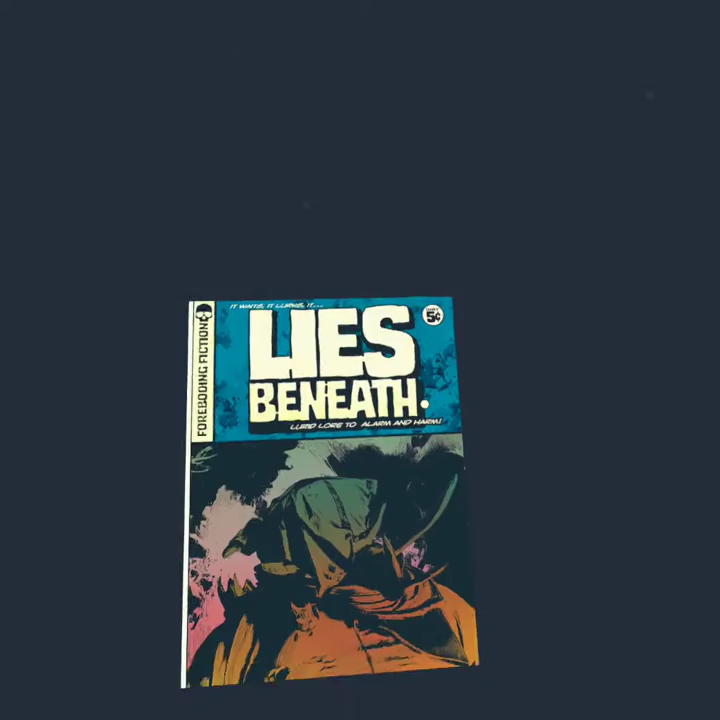 IT WAITS, IT LURKS, IT...
LIES
BENEATH.
LURID LORE TO ALARM AND HARM!
5¢
FOREBODING FICTION